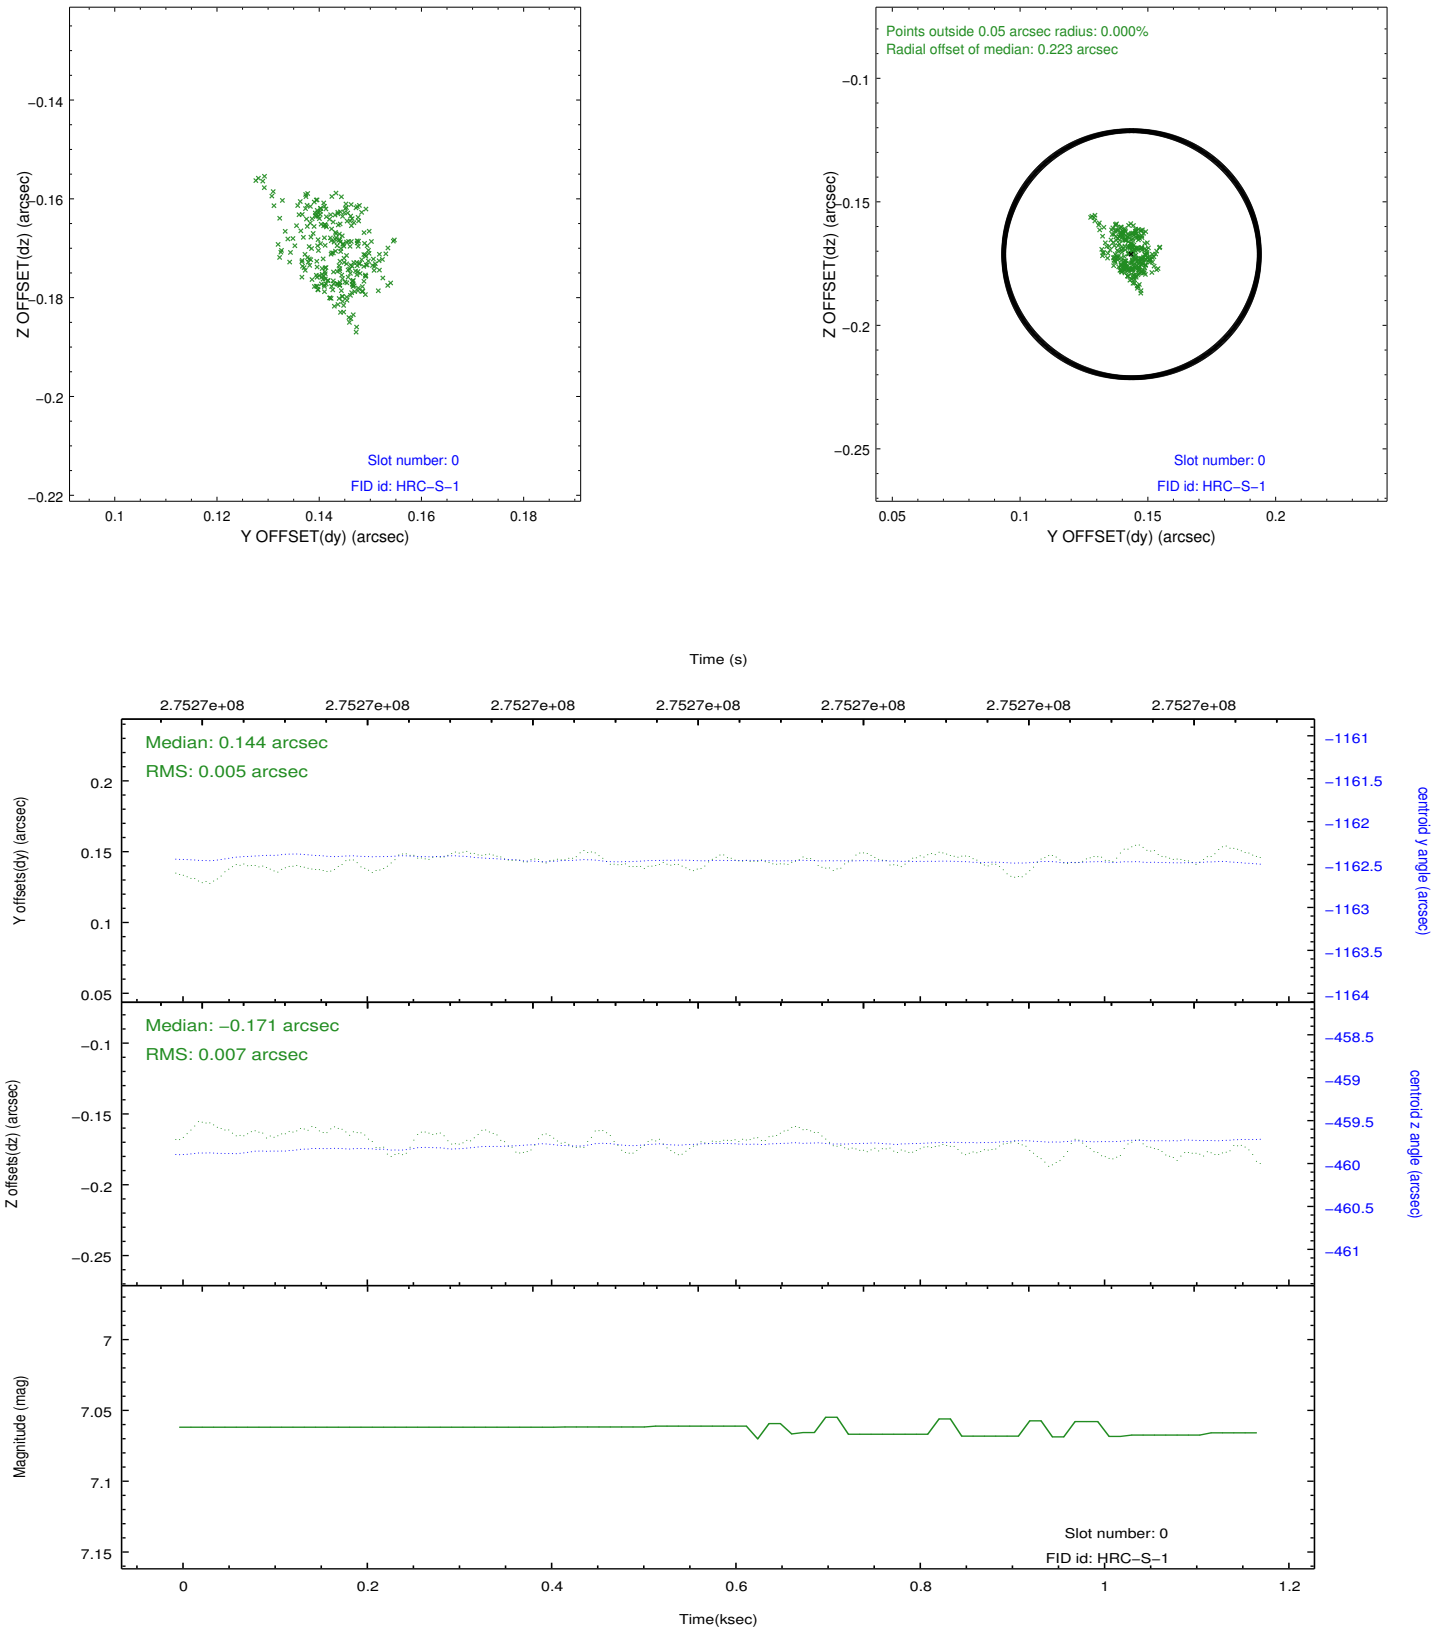 Points outside 0.05 arcsec radius: 0.000%
Radial offset of median: 0.223 arcsec
−0.14
−0.16
−0.18
−0.2
−0.22
Z OFFSET(dz) (arcsec)
Slot number: 0
FID id: HRC−S−1
0.1 0.12 0.14 0.16 0.18
Y OFFSET(dy) (arcsec)
−0.1
−0.15
−0.2
−0.25
Z OFFSET(dz) (arcsec)
Slot number: 0
FID id: HRC−S−1
0.05 0.1 0.15 0.2
Y OFFSET(dy) (arcsec)
Time (s)
2.7527e+08 2.7527e+08 2.7527e+08 2.7527e+08 2.7527e+08 2.7527e+08 2.7527e+08
Median: 0.144 arcsec
RMS: 0.005 arcsec
0.2
0.15
0.1
0.05
Y offsets(dy) (arcsec)
−1161
−1161.5
−1162
−1162.5
−1163
−1163.5
−1164
centroid y angle (arcsec)
Median: −0.171 arcsec
RMS: 0.007 arcsec
−0.1
−0.15
−0.2
−0.25
Z offsets(dz) (arcsec)
−458.5
−459
−459.5
−460
−460.5
−461
centroid z angle (arcsec)
7
7.05
7.1
7.15
Magnitude (mag)
Slot number: 0
FID id: HRC−S−1
0 0.2 0.4 0.6 0.8 1 1.2
Time(ksec)